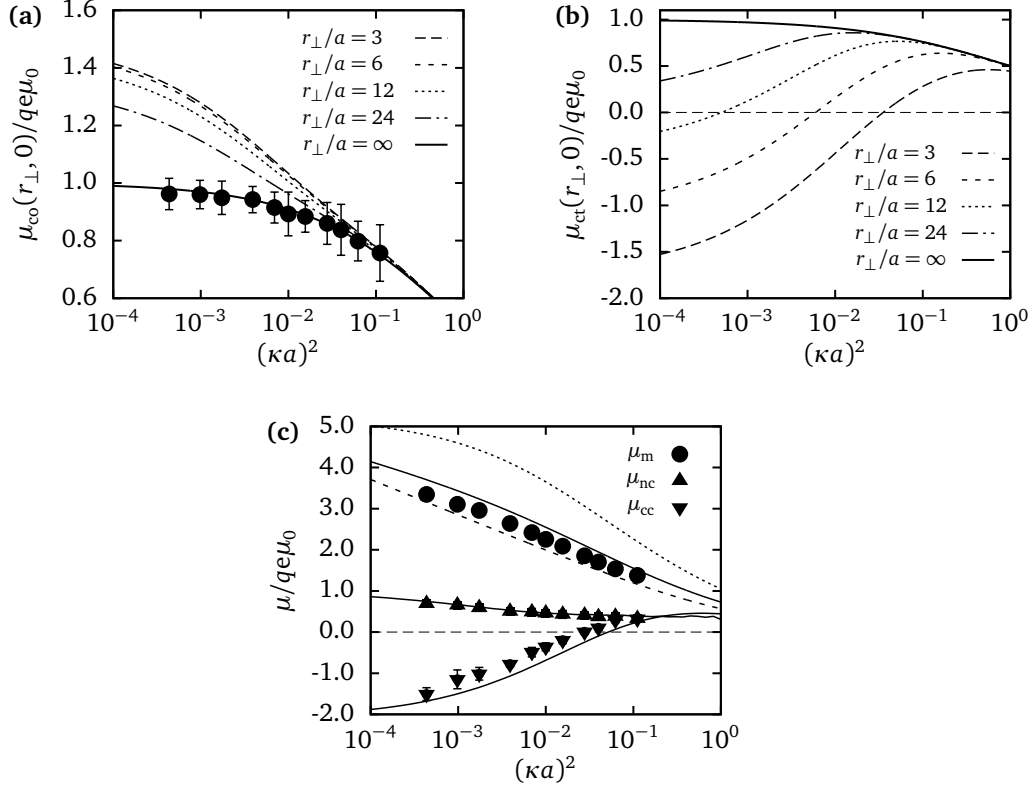 (a)
μco(r⊥, 0)/qeμ0
1.6
1.4
1.2
1.0
0.8
0.6
r⊥/a = 3
r⊥/a = 6
r⊥/a = 12
r⊥/a = 24
r⊥/a = ∞
10⁻⁴ 10⁻³ 10⁻² 10⁻¹ 10⁰
(κa)²
(b)
μct(r⊥, 0)/qeμ0
1.0
0.5
0.0
-0.5
-1.0
-1.5
-2.0
r⊥/a = 3
r⊥/a = 6
r⊥/a = 12
r⊥/a = 24
r⊥/a = ∞
10⁻⁴ 10⁻³ 10⁻² 10⁻¹ 10⁰
(κa)²
(c)
μ/qeμ0
5.0
4.0
3.0
2.0
1.0
0.0
-1.0
-2.0
μm
μnc
μcc
10⁻⁴ 10⁻³ 10⁻² 10⁻¹ 10⁰
(κa)²